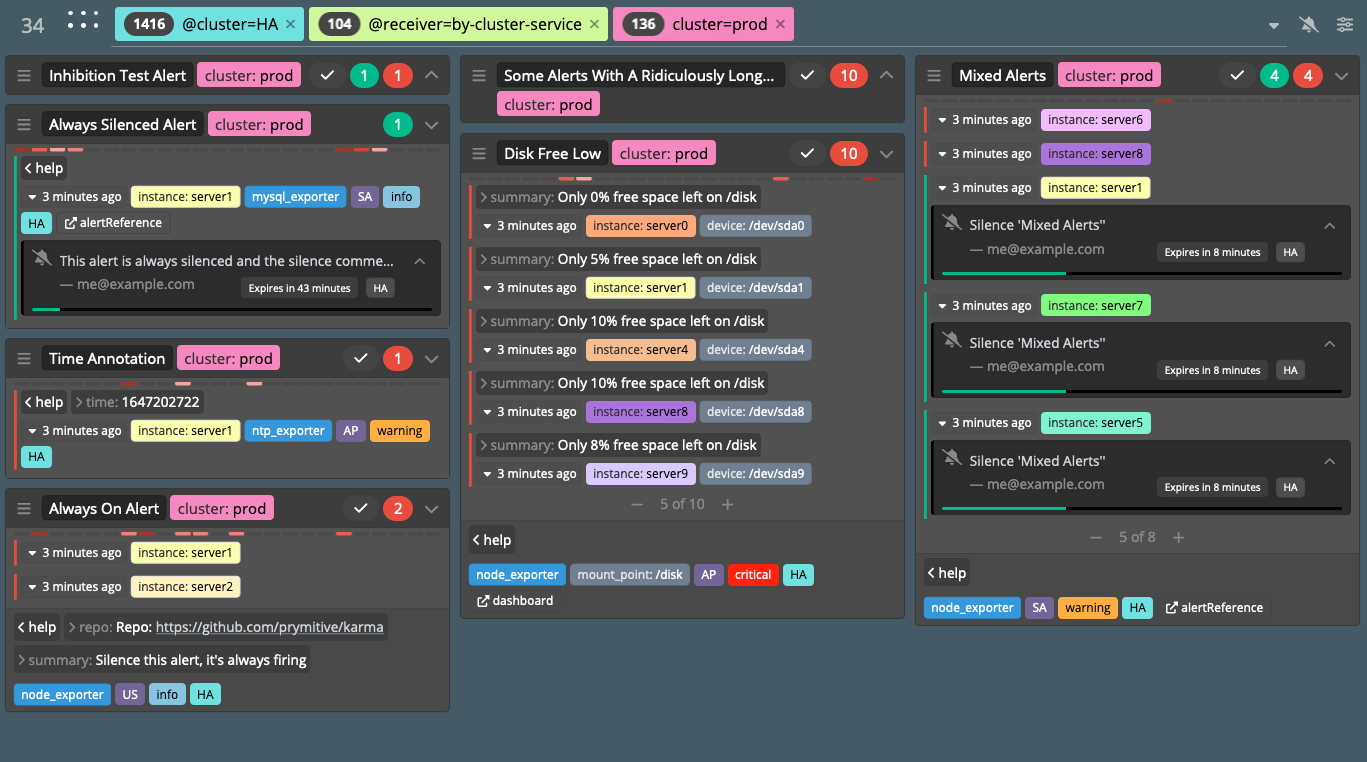 34 1416 @cluster=HA × 104 @receiver=by-cluster-service × 136 cluster=prod ×
Inhibition Test Alert cluster: prod 1 1
Always Silenced Alert cluster: prod 1
help
3 minutes ago instance: server1 mysql_exporter SA info
HA alertReference
This alert is always silenced and the silence comme...
— me@example.com Expires in 43 minutes HA
Time Annotation cluster: prod 1
help time: 1647202722
3 minutes ago instance: server1 ntp_exporter AP warning
HA
Always On Alert cluster: prod 2
3 minutes ago instance: server1
3 minutes ago instance: server2
help repo: Repo: https://github.com/prymitive/karma
summary: Silence this alert, it's always firing
node_exporter US info HA
Some Alerts With A Ridiculously Long... 10
cluster: prod
Disk Free Low cluster: prod 10
summary: Only 0% free space left on /disk
3 minutes ago instance: server0 device: /dev/sda0
summary: Only 5% free space left on /disk
3 minutes ago instance: server1 device: /dev/sda1
summary: Only 10% free space left on /disk
3 minutes ago instance: server4 device: /dev/sda4
summary: Only 10% free space left on /disk
3 minutes ago instance: server8 device: /dev/sda8
summary: Only 8% free space left on /disk
3 minutes ago instance: server9 device: /dev/sda9
5 of 10
help
node_exporter mount_point: /disk AP critical HA
dashboard
Mixed Alerts cluster: prod 4 4
3 minutes ago instance: server6
3 minutes ago instance: server8
3 minutes ago instance: server1
Silence 'Mixed Alerts''
— me@example.com Expires in 8 minutes HA
3 minutes ago instance: server7
Silence 'Mixed Alerts''
— me@example.com Expires in 8 minutes HA
3 minutes ago instance: server5
Silence 'Mixed Alerts''
— me@example.com Expires in 8 minutes HA
5 of 8
help
node_exporter SA warning HA alertReference